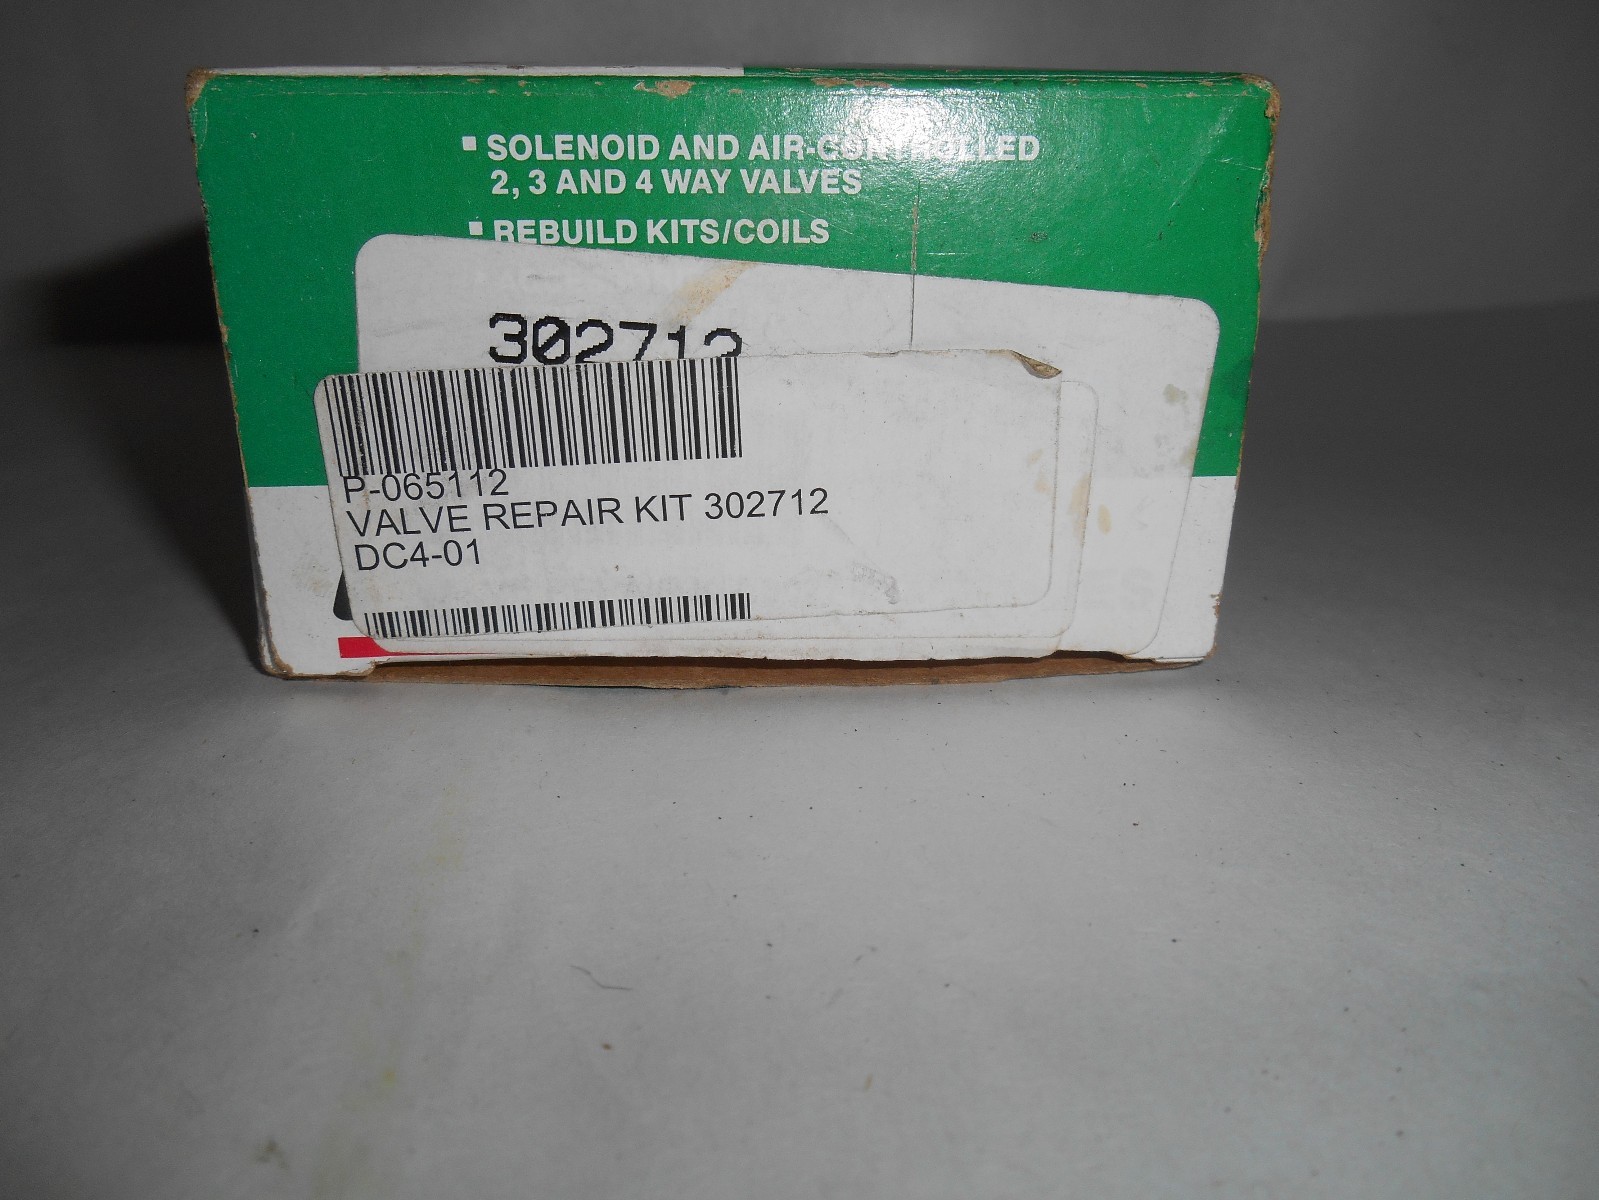 ▪ SOLENOID AND AIR-CONTROLLED
2, 3 AND 4 WAY VALVES
▪ REBUILD KITS/COILS
302712
P-065112
VALVE REPAIR KIT 302712
DC4-01